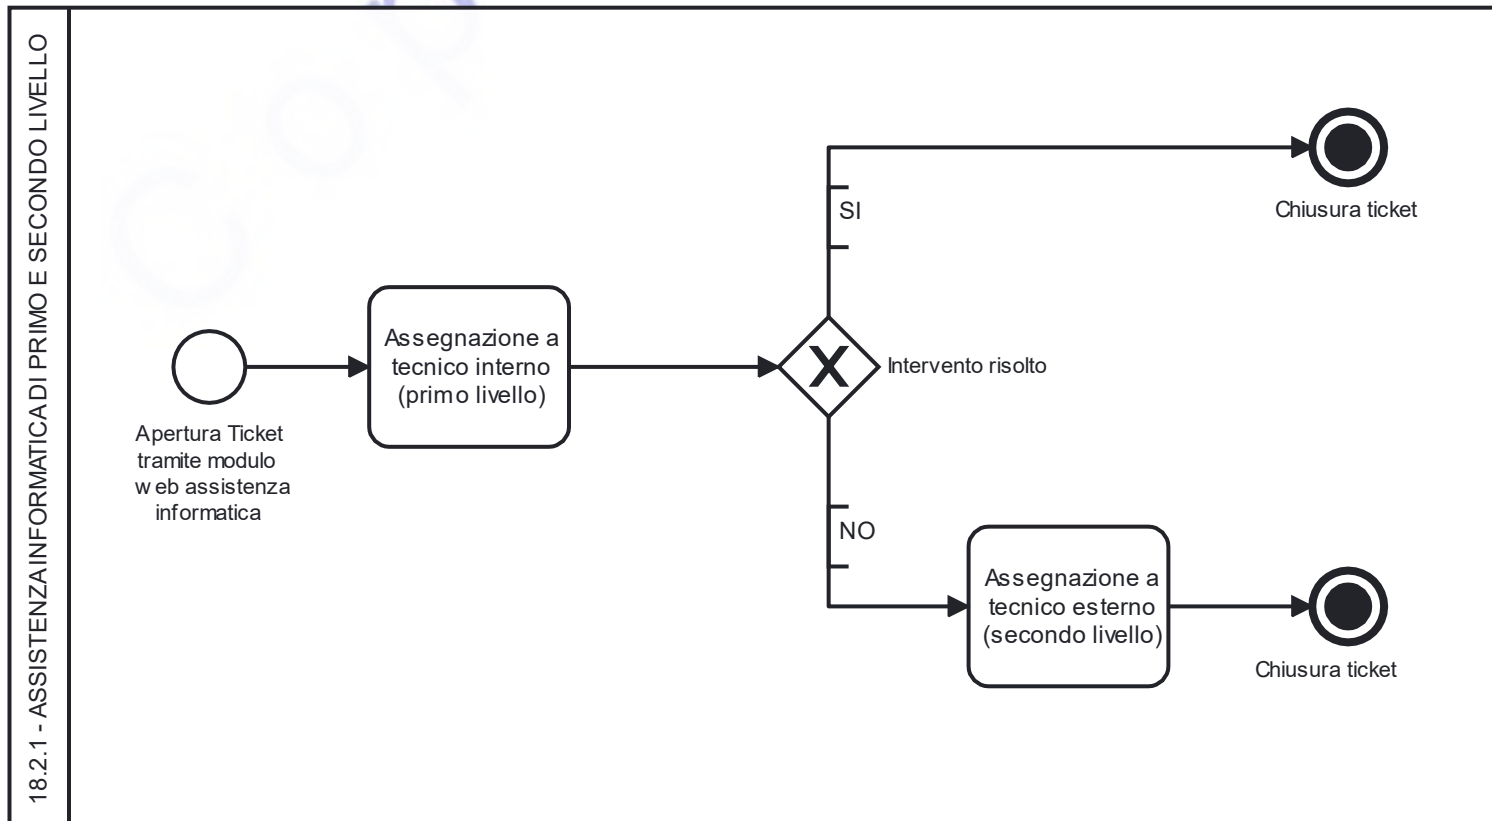 18.2.1 - ASSISTENZA INFORMATICA DI PRIMO E SECONDO LIVELLO
Apertura Ticket
tramite modulo
web assistenza
informatica
Assegnazione a
tecnico interno
(primo livello)
X
Intervento risolto
SI
Chiusura ticket
NO
Assegnazione a
tecnico esterno
(secondo livello)
Chiusura ticket